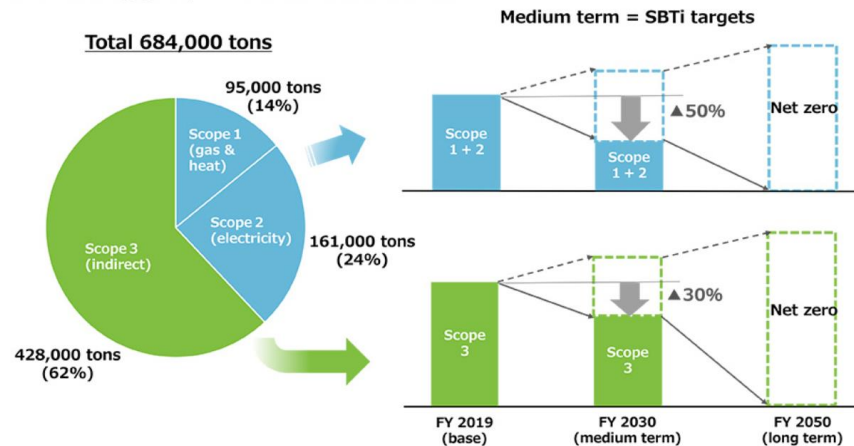 Medium term = SBTi targets
Total 684,000 tons
95,000 tons
(14%)
Scope 1
(gas &
heat)
Scope 2
(electricity)
161,000 tons
(24%)
Scope 3
(indirect)
428,000 tons
(62%)
Scope
1 + 2
▲50%
Scope
1 + 2
Net zero
Scope
3
▲30%
Scope
3
Net zero
FY 2019
(base)
FY 2030
(medium term)
FY 2050
(long term)